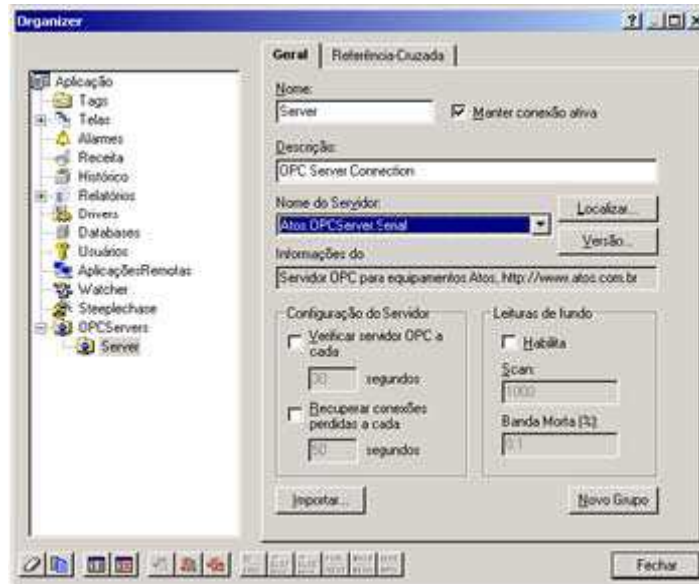 Organizer
Geral
Referência-Cruzada
Aplicação
Tags
Telas
Alarmes
Receita
Histórico
Relatórios
Drivers
Databases
Usuários
AplicaçõesRemotas
Watcher
Steeplechase
OPCServers
Server
Nome:
Server
Manter conexão ativa
Descrição:
OPC Server Connection
Nome do Servidor:
Atos.OPCServer.Serial
Localizar...
Versão...
Informações do
Servidor OPC para equipamentos Atos, http://www.atos.com.br
Configuração do Servidor
Verificar servidor OPC a
cada
30 segundos
Recuperar conexões
perdidas a cada
segundos
Leituras de fundo
Habilita
Scan:
1000
Banda Morta [%]:
0.1
Importar...
Novo Grupo
Fechar